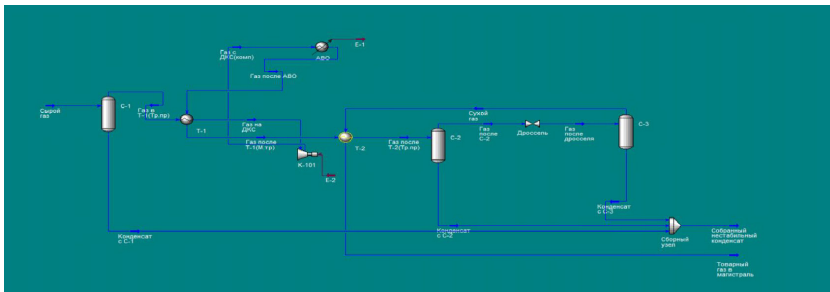 Газ с
ДКС(комп)
E-1
АВО
Газ после АВО
Сырой
газ
С-1
Газ в
Т-1(Тр.пр)
Т-1
Газ на
ДКС
Газ после
Т-1(М.тр)
К-101
E-2
Т-2
Газ после
Т-2(Тр.пр)
Сухой
газ
С-2
Газ
после
С-2
Дроссель
Газ
после
дросселя
С-3
Конденсат
с С-3
Конденсат
с С-1
Конденсат
с С-2
Сборный
узел
Собранный
нестабильный
конденсат
Товарный
газ в
магистраль